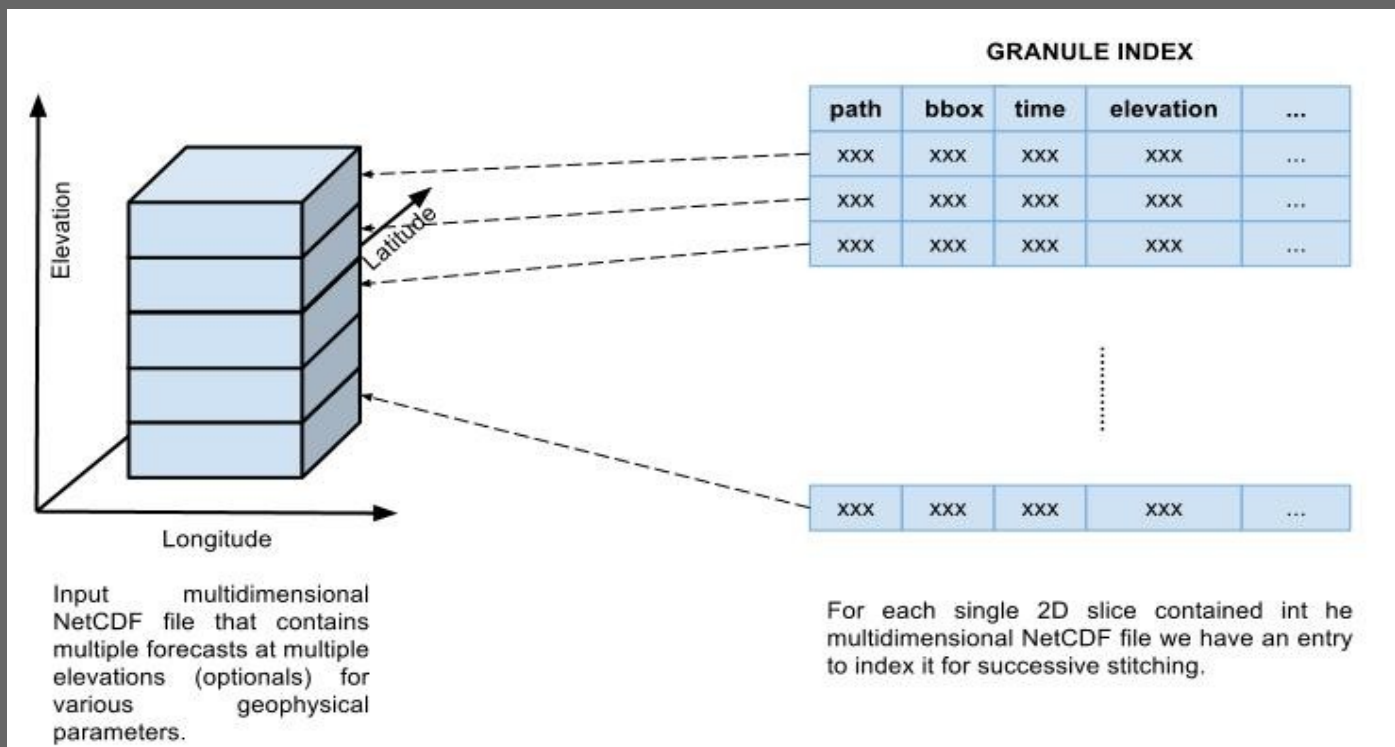 GRANULE INDEX
path bbox time elevation ...
xxx xxx xxx xxx ...
xxx xxx xxx xxx ...
xxx xxx xxx xxx ...
xxx xxx xxx xxx ...
Elevation
Latitude
Longitude
Input multidimensional
NetCDF file that contains
multiple forecasts at multiple
elevations (optionals) for
various geophysical
parameters.
For each single 2D slice contained int he
multidimensional NetCDF file we have an entry
to index it for successive stitching.